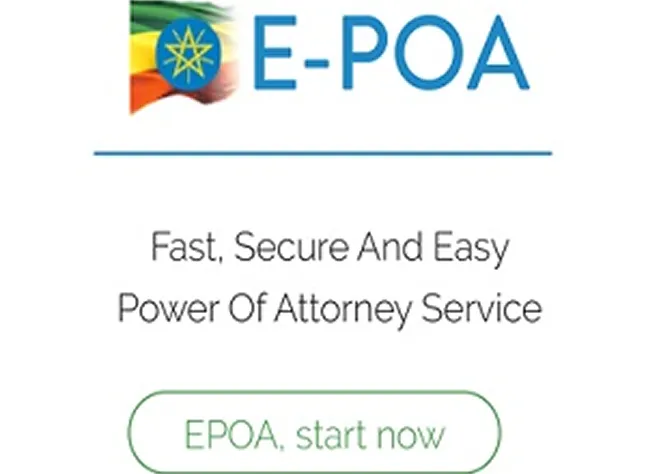 E-POA
Fast, Secure And Easy
Power Of Attorney Service
EPOA, start now